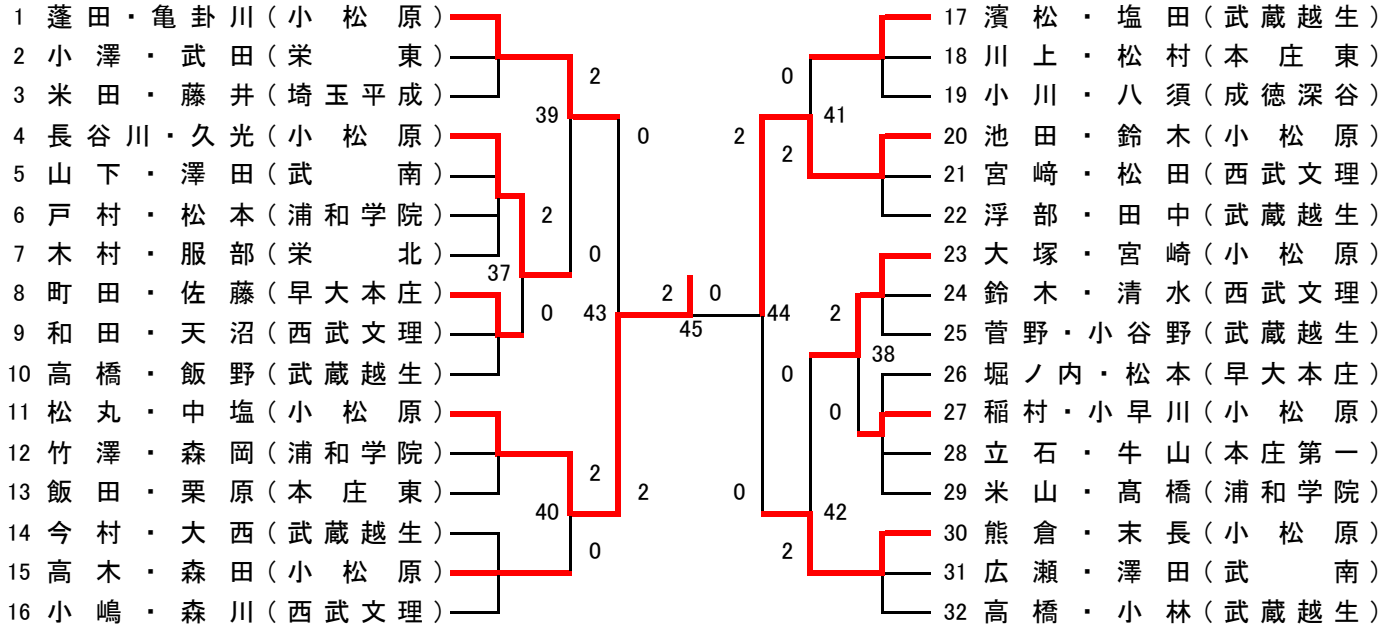 1 蓬田・亀卦川(小松原)
2 小澤・武田(栄東)
3 米田・藤井(埼玉平成)
4 長谷川・久光(小松原)
5 山下・澤田(武南)
6 戸村・松本(浦和学院)
7 木村・服部(栄北)
8 町田・佐藤(早大本庄)
9 和田・天沼(西武文理)
10 高橋・飯野(武蔵越生)
11 松丸・中塩(小松原)
12 竹澤・森岡(浦和学院)
13 飯田・栗原(本庄東)
14 今村・大西(武蔵越生)
15 高木・森田(小松原)
16 小嶋・森川(西武文理)
2
39
0
2
0
37
0
43
2
40
2
0
2
45
0
0
2
41
2
44
2
38
0
0
0
42
2
17 濱松・塩田(武蔵越生)
18 川上・松村(本庄東)
19 小川・八須(成徳深谷)
20 池田・鈴木(小松原)
21 宮﨑・松田(西武文理)
22 浮部・田中(武蔵越生)
23 大塚・宮崎(小松原)
24 鈴木・清水(西武文理)
25 菅野・小谷野(武蔵越生)
26 堀ノ内・松本(早大本庄)
27 稲村・小早川(小松原)
28 立石・牛山(本庄第一)
29 米山・髙橋(浦和学院)
30 熊倉・末長(小松原)
31 広瀬・澤田(武南)
32 高橋・小林(武蔵越生)